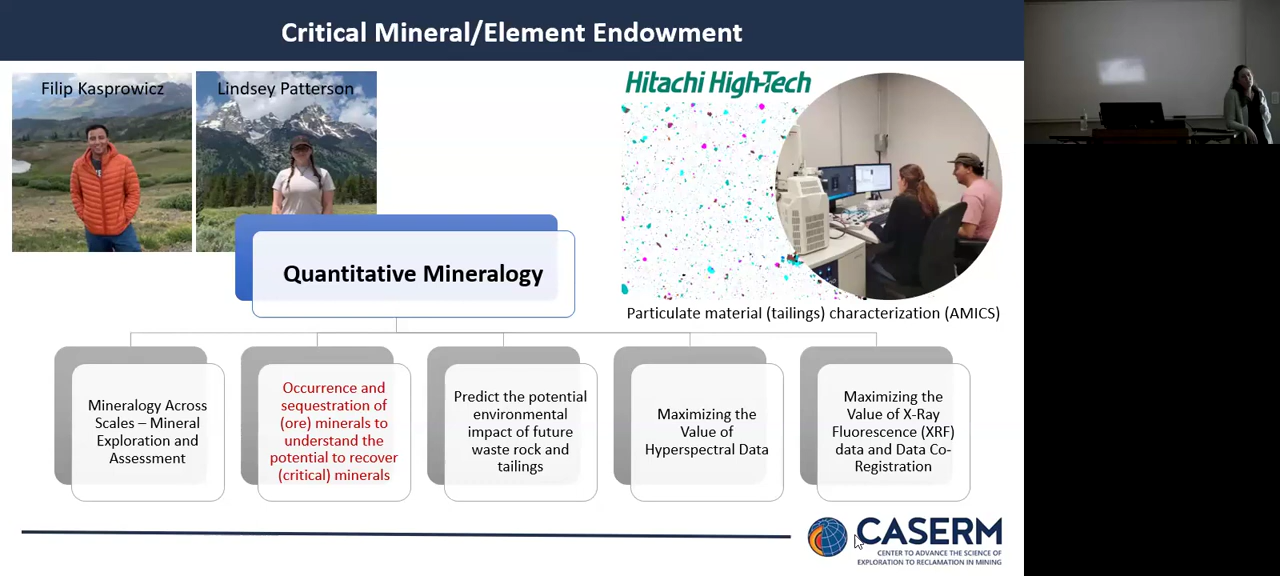 Critical Mineral/Element Endowment
Filip Kasprowicz
Lindsey Patterson
Hitachi High-Tech
Particulate material (tailings) characterization (AMICS)
Quantitative Mineralogy
Mineralogy Across
Scales – Mineral
Exploration and
Assessment
Occurrence and
sequestration of
(ore) minerals to
understand the
potential to recover
(critical) minerals
Predict the potential
environmental
impact of future
waste rock and
tailings
Maximizing the
Value of
Hyperspectral Data
Maximizing the
Value of X-Ray
Fluorescence (XRF)
data and Data Co-
Registration
CASERM
CENTER TO ADVANCE THE SCIENCE OF
EXPLORATION TO RECLAMATION IN MINING